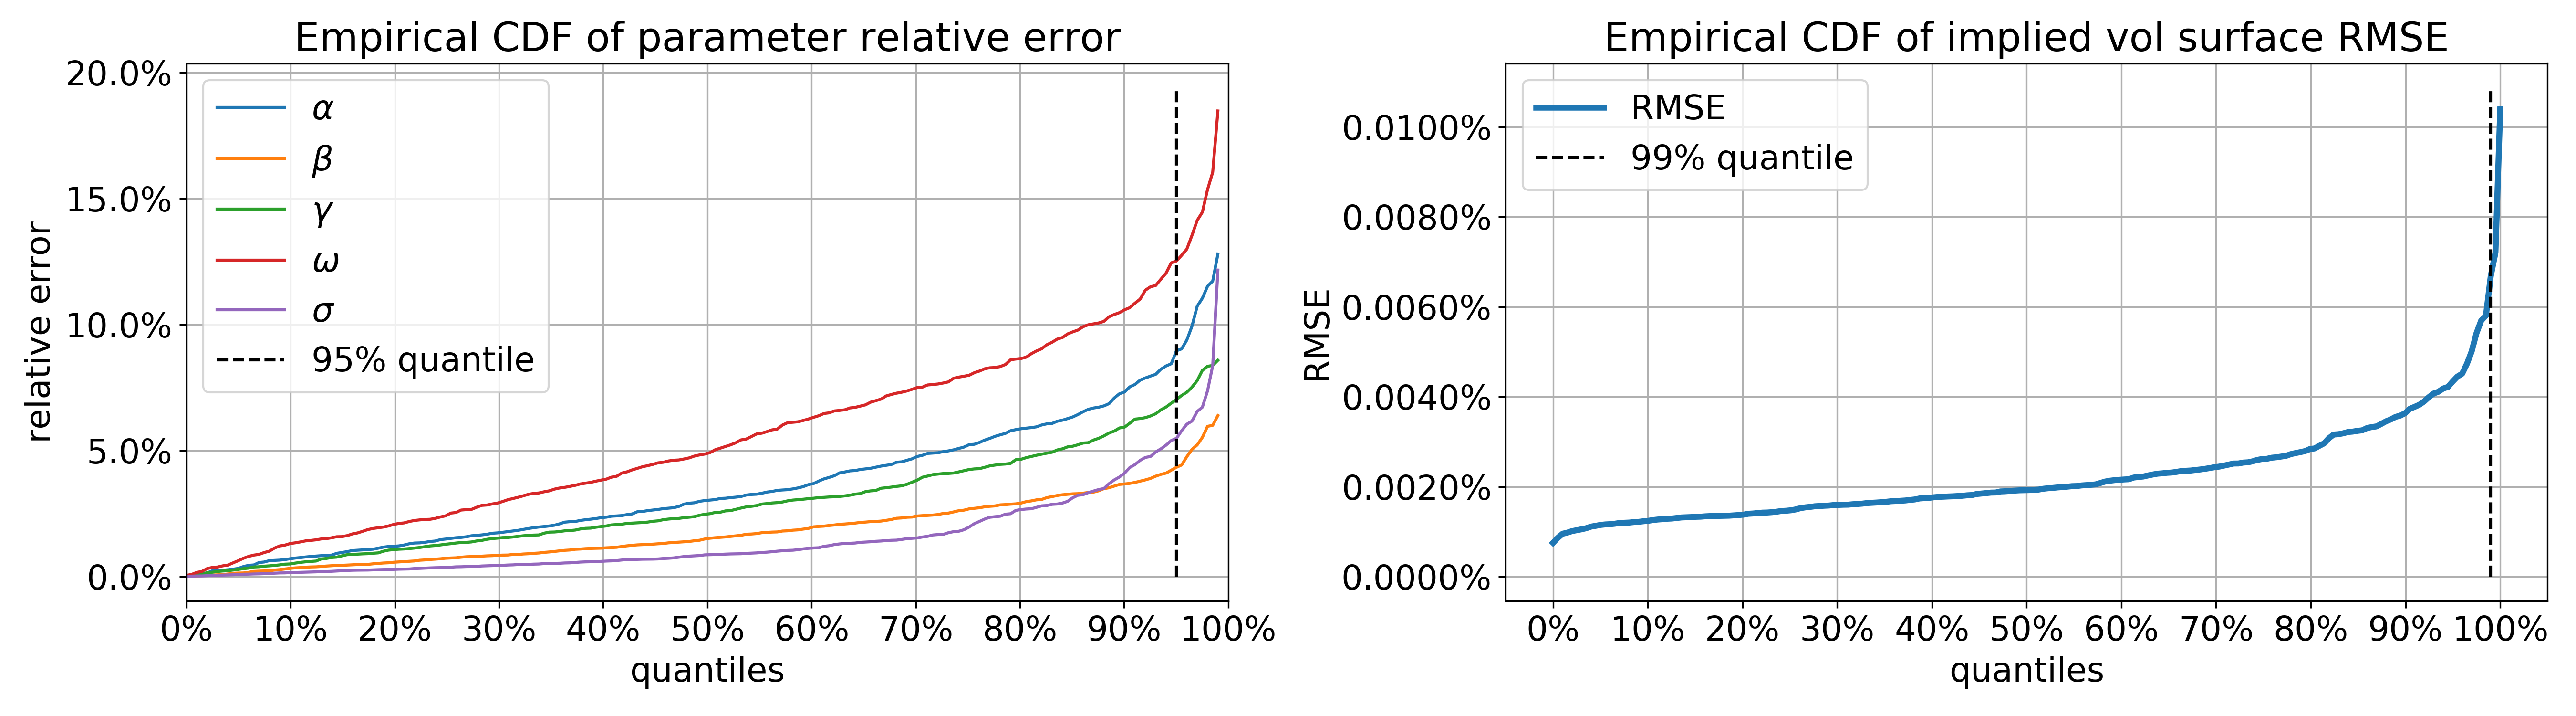 Empirical CDF of parameter relative error
20.0%
15.0%
10.0%
5.0%
0.0%
relative error
α
β
γ
ω
σ
95% quantile
0% 10% 20% 30% 40% 50% 60% 70% 80% 90% 100%
quantiles
Empirical CDF of implied vol surface RMSE
0.0100%
0.0080%
0.0060%
0.0040%
0.0020%
0.0000%
RMSE
RMSE
99% quantile
0% 10% 20% 30% 40% 50% 60% 70% 80% 90% 100%
quantiles